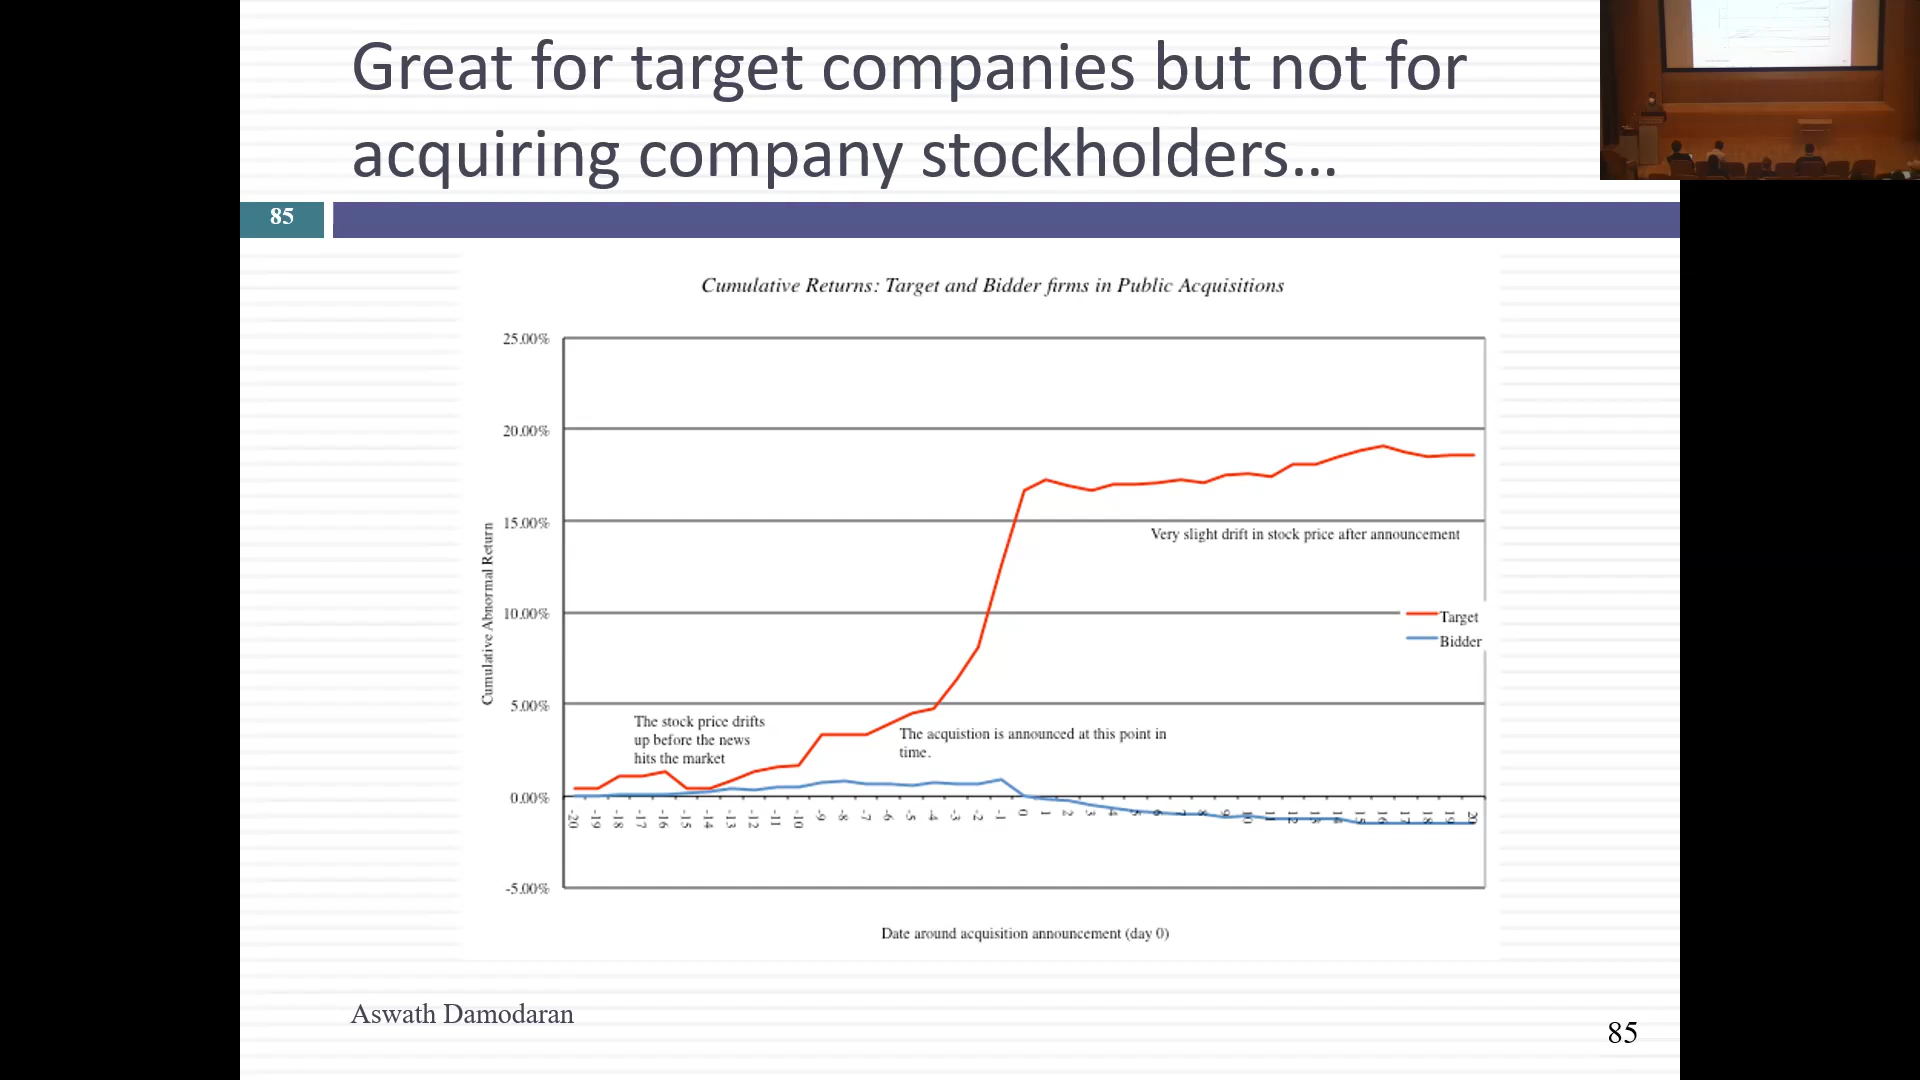 Great for target companies but not for
acquiring company stockholders...
85
Cumulative Returns: Target and Bidder firms in Public Acquisitions
25.00%
20.00%
15.00%
10.00%
5.00%
0.00%
-5.00%
Cumulative Abnormal Return
The stock price drifts
up before the news
hits the market
The acquistion is announced at this point in
time.
Very slight drift in stock price after announcement
Target
Bidder
-20 -19 -18 -17 -16 -15 -14 -13 -12 -11 -10 -9 -8 -7 -6 -5 -4 -3 -2 -1 0 1 2 3 4 5 6 7 8 9 10 11 12 13 14 15 16 17 18 19 20
Date around acquisition announcement (day 0)
Aswath Damodaran
85